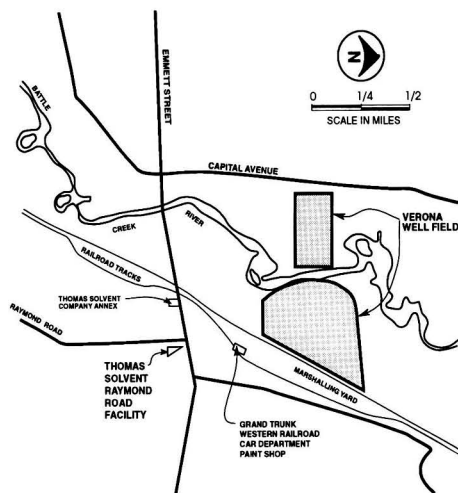 EMMETT STREET
N
0 1/4 1/2
SCALE IN MILES
BATTLE
CREEK
RIVER
CAPITAL AVENUE
VERONA
WELL FIELD
RAILROAD TRACKS
THOMAS SOLVENT
COMPANY ANNEX
RAYMOND ROAD
THOMAS
SOLVENT
RAYMOND
ROAD
FACILITY
MARSHALLING YARD
GRAND TRUNK
WESTERN RAILROAD
CAR DEPARTMENT
PAINT SHOP